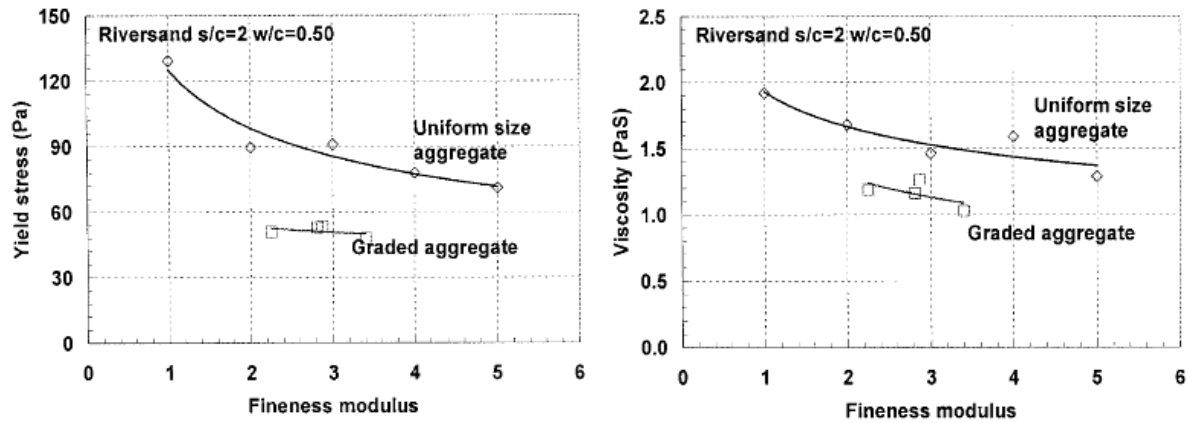 150
120
90
60
30
0
Yield stress (Pa)
Riversand s/c=2 w/c=0.50
Uniform size
aggregate
Graded aggregate
0 1 2 3 4 5 6
Fineness modulus
2.5
2.0
1.5
1.0
0.5
0.0
Viscosity (PaS)
Riversand s/c=2 w/c=0.50
Uniform size
aggregate
Graded aggregate
0 1 2 3 4 5 6
Fineness modulus